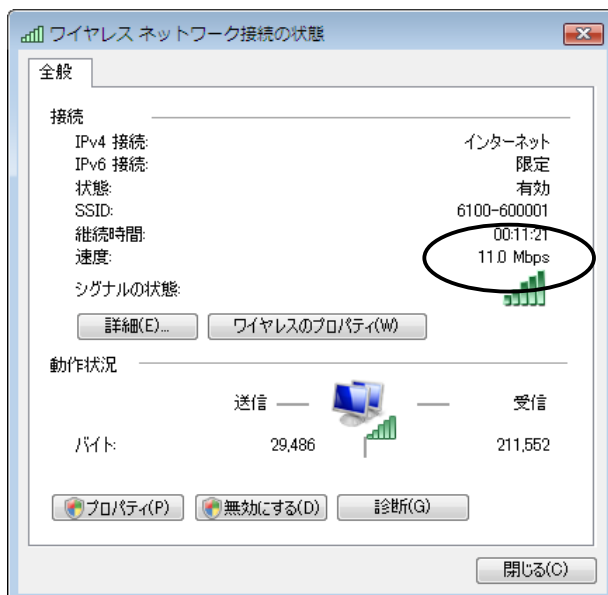 ワイヤレス ネットワーク接続の状態
全般
接続
IPv4 接続: インターネット
IPv6 接続: 限定
状態: 有効
SSID: 6100-600001
継続時間: 00:11:21
速度: 11.0 Mbps
シグナルの状態:
詳細(E)... ワイヤレスのプロパティ(W)
動作状況
送信 受信
バイト: 29,486 211,552
プロパティ(P) 無効にする(D) 診断(G)
閉じる(C)